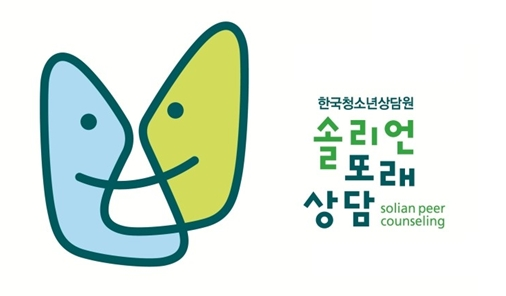 한국청소년상담원
솔리언
또래
상담
solian peer
counseling